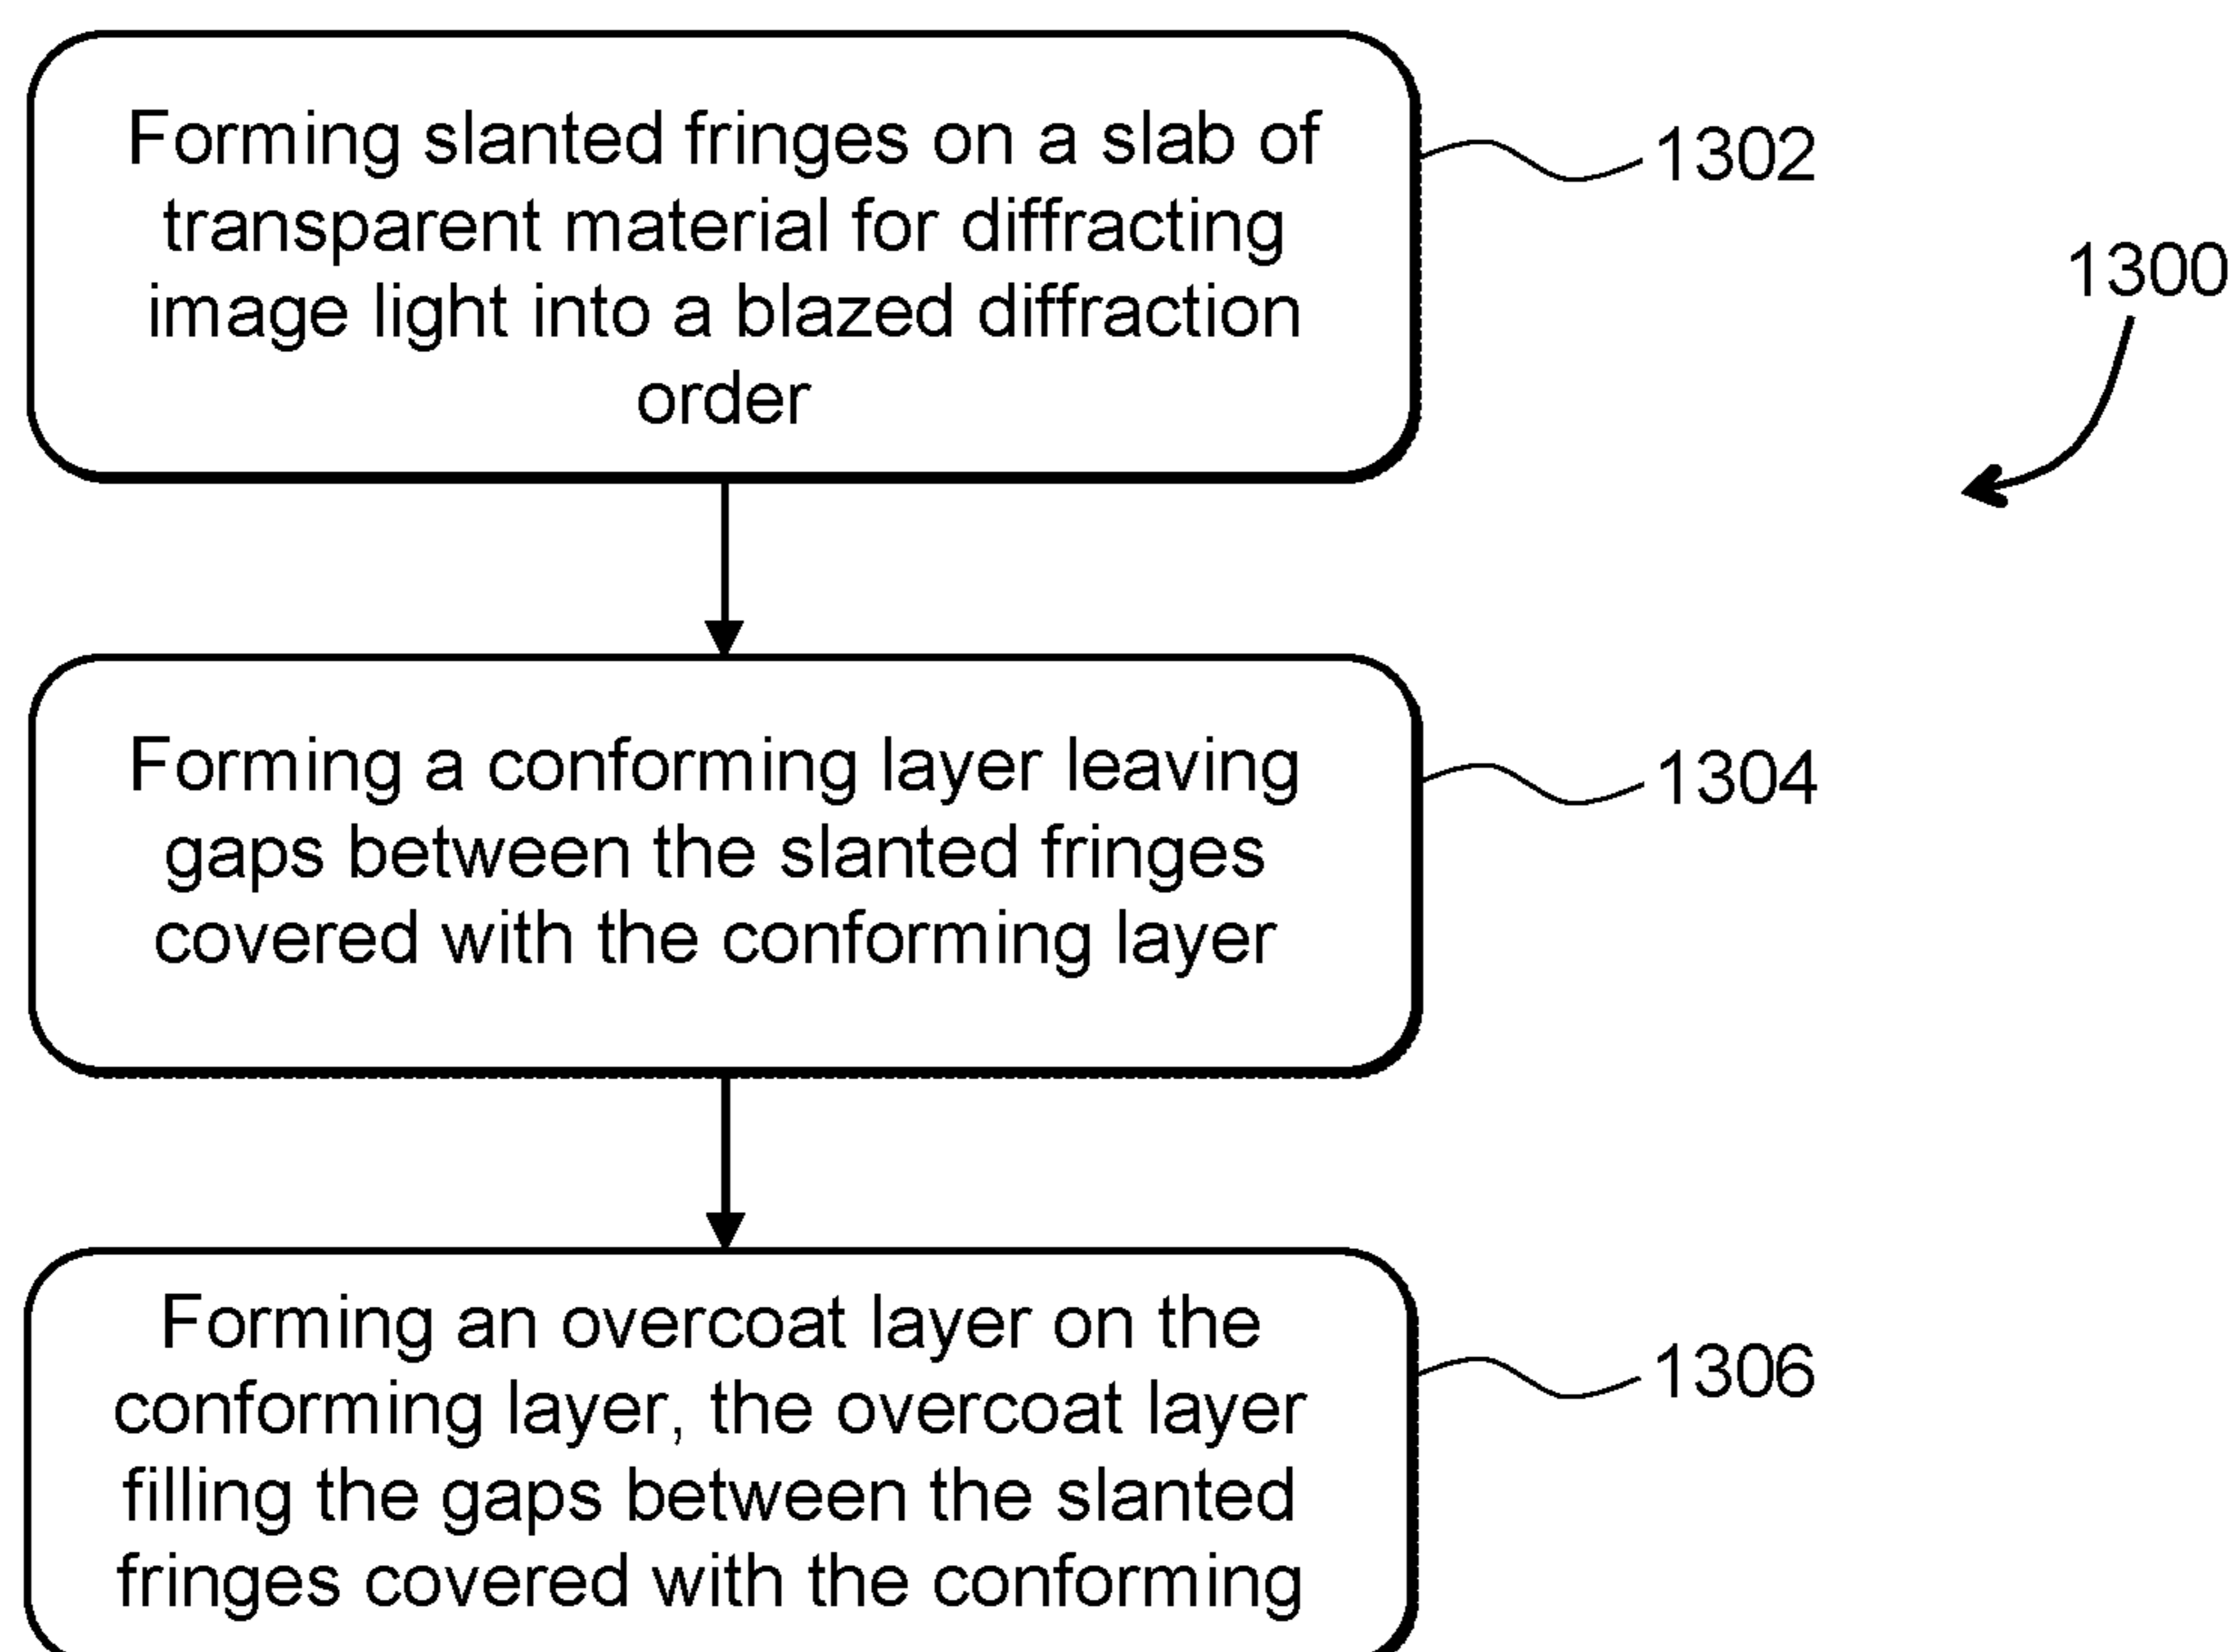 Forming slanted fringes on a slab of
transparent material for diffracting
image light into a blazed diffraction
order
1302
1300
Forming a conforming layer leaving
gaps between the slanted fringes
covered with the conforming layer
1304
Forming an overcoat layer on the
conforming layer, the overcoat layer
filling the gaps between the slanted
fringes covered with the conforming
1306